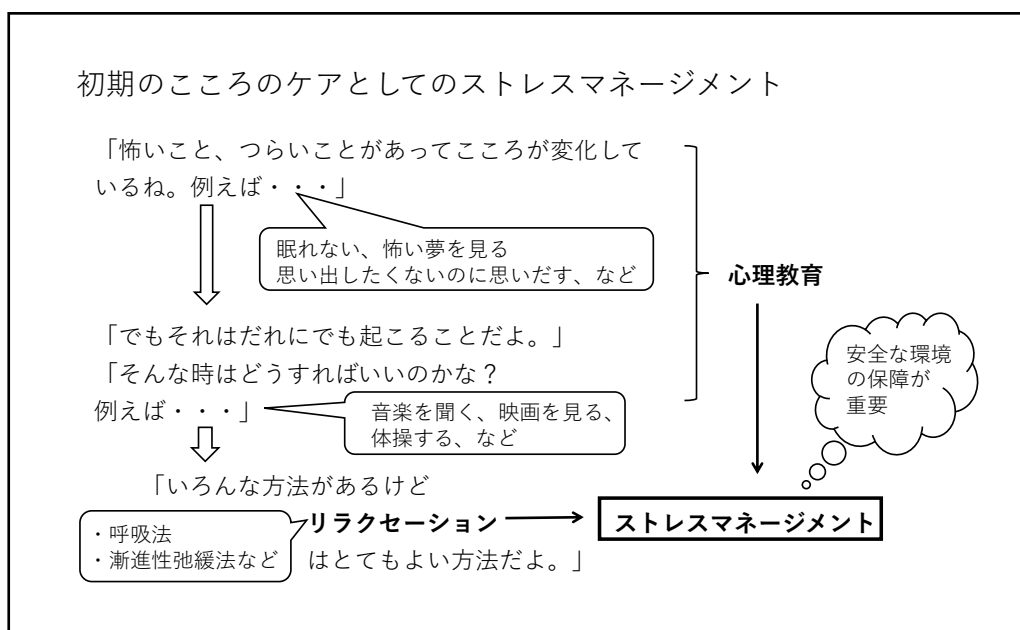 初期のこころのケアとしてのストレスマネージメント
「怖いこと、つらいことがあってこころが変化して
いるね。例えば・・・」
眠れない、怖い夢を見る
思い出したくないのに思いだす、など
心理教育
「でもそれはだれにでも起こることだよ。」
「そんな時はどうすればいいのかな？
例えば・・・」
音楽を聞く、映画を見る、
体操する、など
安全な環境
の保障が
重要
「いろんな方法があるけど
・呼吸法
・漸進性弛緩法など
リラクセーション
はとてもよい方法だよ。」
ストレスマネージメント